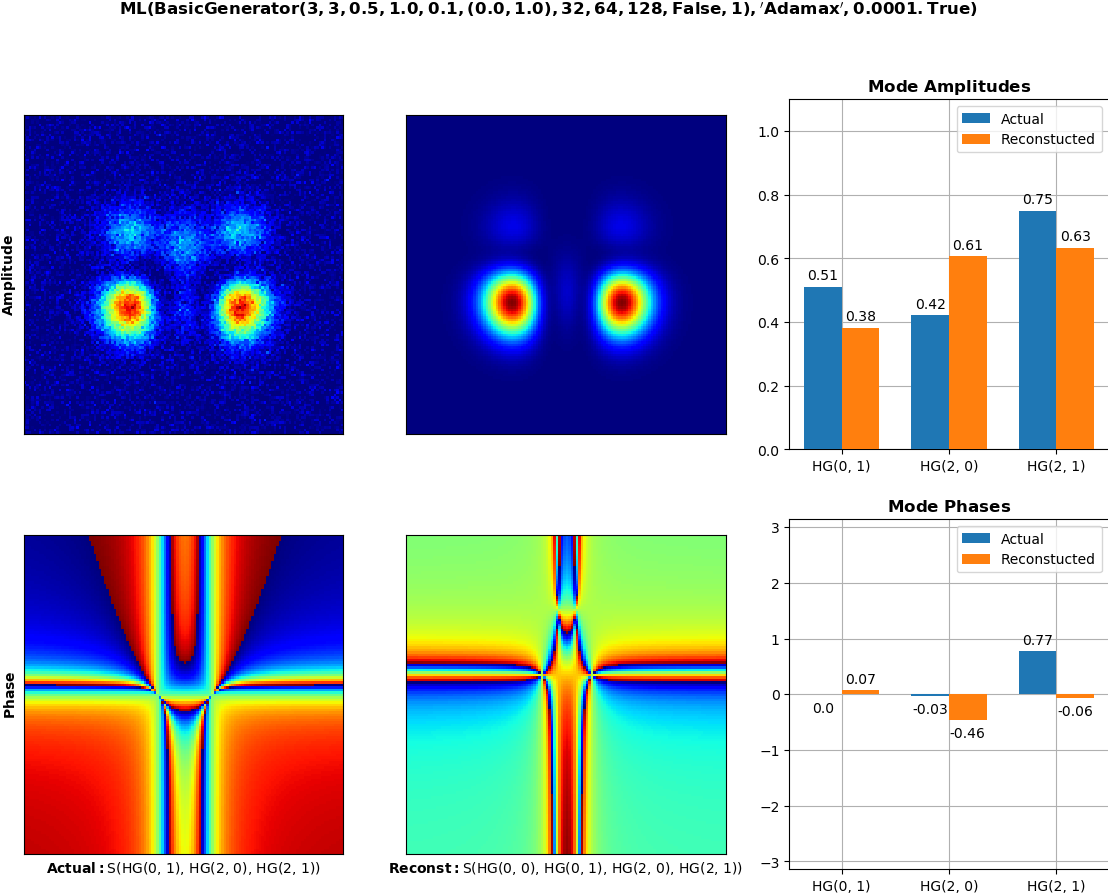 ML(BasicGenerator(3, 3, 0.5, 1.0, 0.1, (0.0, 1.0), 32, 64, 128, False, 1), ′Adamax′, 0.0001. True)
Amplitude
Mode Amplitudes
Actual
Reconstucted
1.0
0.8
0.6
0.4
0.2
0.0
0.51
0.38
0.42
0.61
0.75
0.63
HG(0, 1)
HG(2, 0)
HG(2, 1)
Phase
Actual: S(HG(0, 1), HG(2, 0), HG(2, 1))
Reconst: S(HG(0, 0), HG(0, 1), HG(2, 0), HG(2, 1))
Mode Phases
Actual
Reconstucted
3
2
1
0
−1
−2
−3
0.0
0.07
-0.03
-0.46
0.77
-0.06
HG(0, 1)
HG(2, 0)
HG(2, 1)